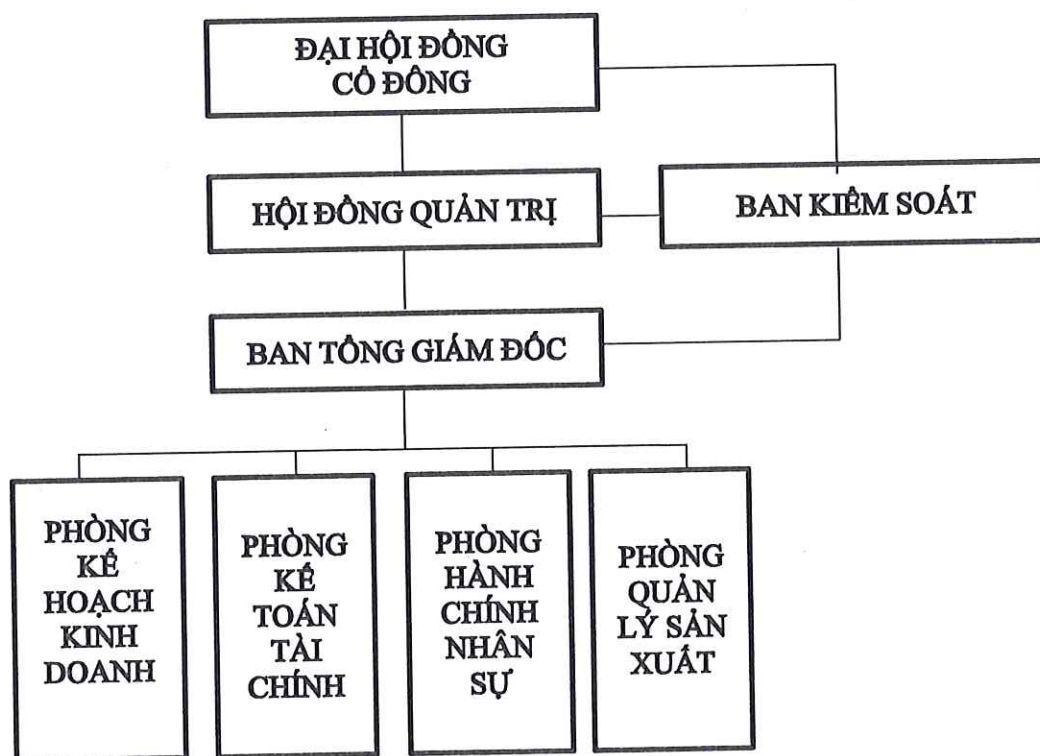 ĐẠI HỘI ĐỒNG
CỔ ĐÔNG
HỘI ĐỒNG QUẢN TRỊ
BAN KIỂM SOÁT
BAN TỔNG GIÁM ĐỐC
PHÒNG
KẾ
HOẠCH
KINH
DOANH
PHÒNG
KẾ
TOÁN
TÀI
CHÍNH
PHÒNG
HÀNH
CHÍNH
NHÂN
SỰ
PHÒNG
QUẢN
LÝ SẢN
XUẤT